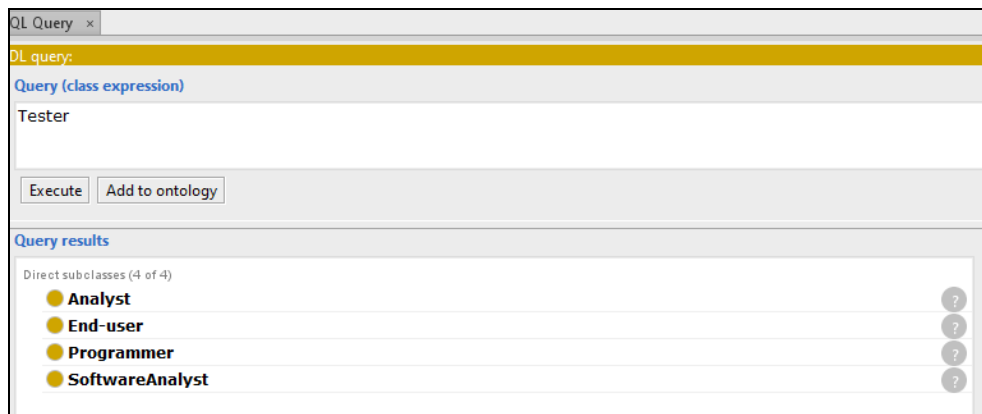 QL Query ×
DL query:
Query (class expression)
Tester
Execute Add to ontology
Query results
Direct subclasses (4 of 4)
Analyst ?
End-user ?
Programmer ?
SoftwareAnalyst ?